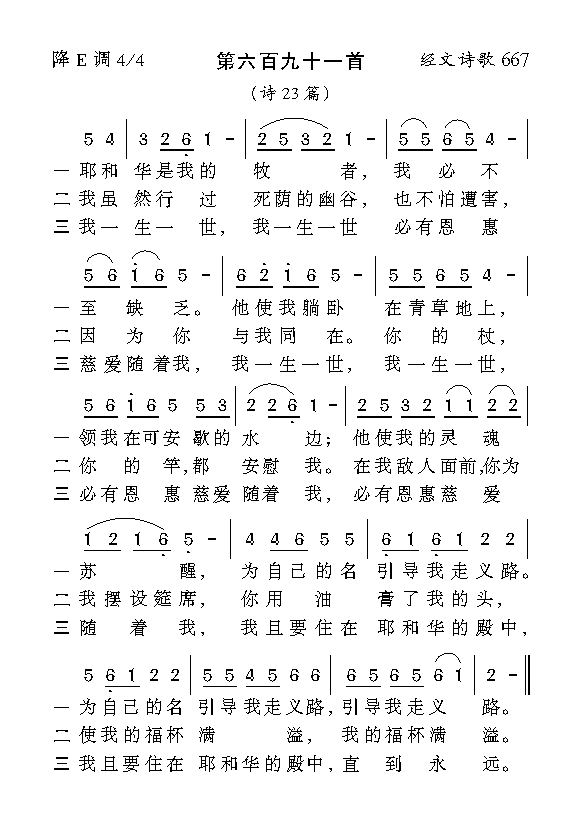 降E调4/4 第六百九十一首 经文诗歌 667
(诗23篇)
5 4 | 3 2 6 1 - | 2 5 3 2 1 - | 5 5 6 5 4 - |
一耶和 华是我的 牧 者， 我 必 不
二我虽 然行 过 死荫的幽谷， 也不怕遭害，
三我一 生一 世， 我一生一世 必有恩 惠
5 6 1 6 5 - | 6 2 1 6 5 - | 5 5 6 5 4 - |
一至 缺 乏。 他使我躺卧 在青草地上，
二因 为 你 与我同 在。 你 的 杖，
三慈爱随着我， 我一生一世， 我一生一世，
5 6 1 6 5 5 3 | 2 2 6 1 - | 2 5 3 2 1 1 2 2 |
一领我在可安 歇的 水 边； 他使我的灵 魂
二你 的 竿，都 安慰 我。 在我敌人面前，你为
三必有恩 惠 慈爱 随着 我， 必有恩惠慈 爱
1 2 1 6 5 - | 4 4 6 5 5 | 6 1 6 1 2 2 |
一苏 醒， 为自己的名 引导我走义路。
二我 摆 设筵席， 你用 油 膏了我的头，
三随 着 我， 我且要住在 耶和华的殿中，
5 6 1 2 2 | 5 5 4 5 6 6 | 6 5 6 5 6 1 | 2 - ‖
一为自己的名 引导我走义路，引导我走义 路。
二使我的福杯 满 溢， 我的福杯满 溢。
三我且要住在 耶和华的殿中，直 到 永 远。